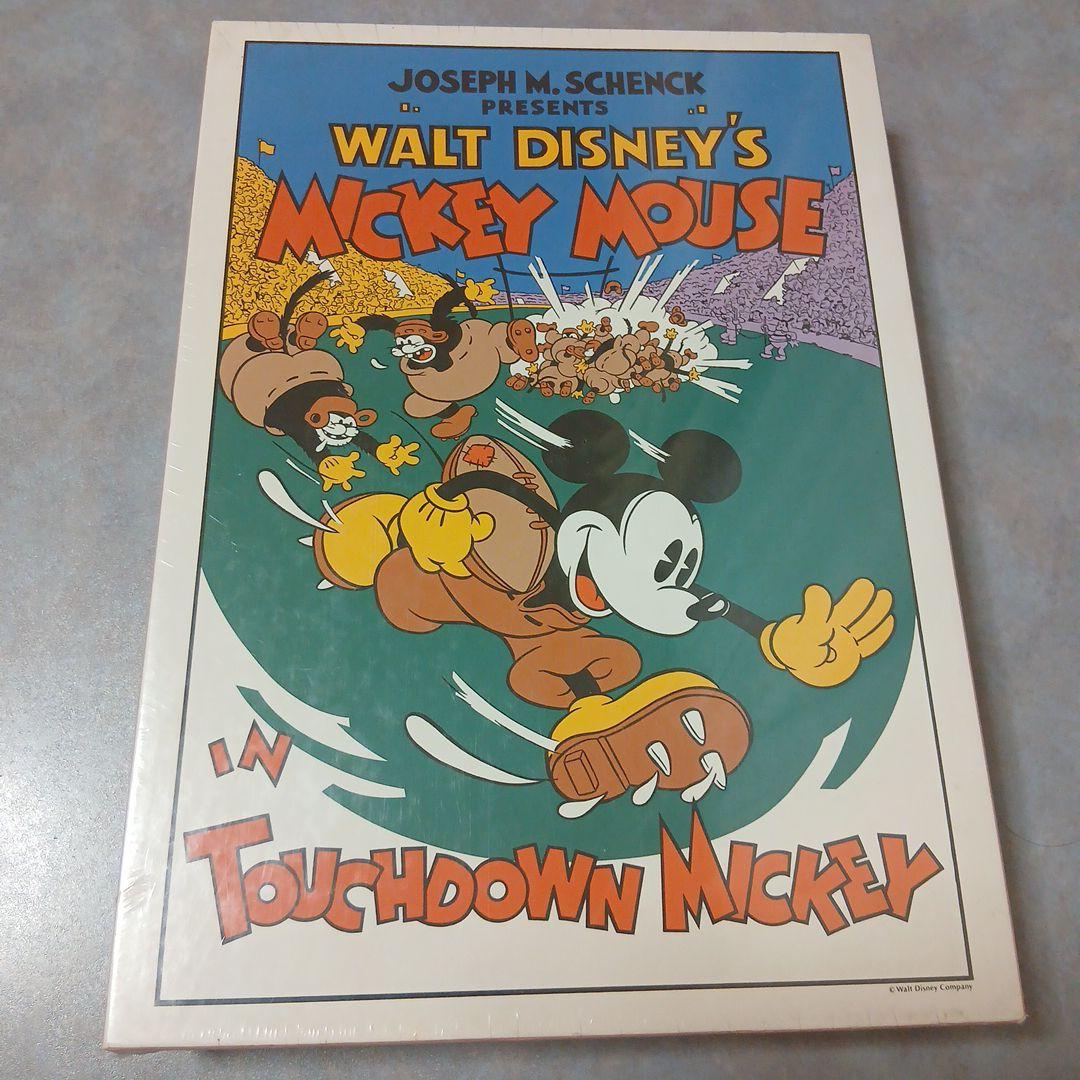 JOSEPH M. SCHENCK
PRESENTS
WALT DISNEY'S
MICKEY MOUSE
IN
TOUCHDOWN MICKEY
© Walt Disney Company